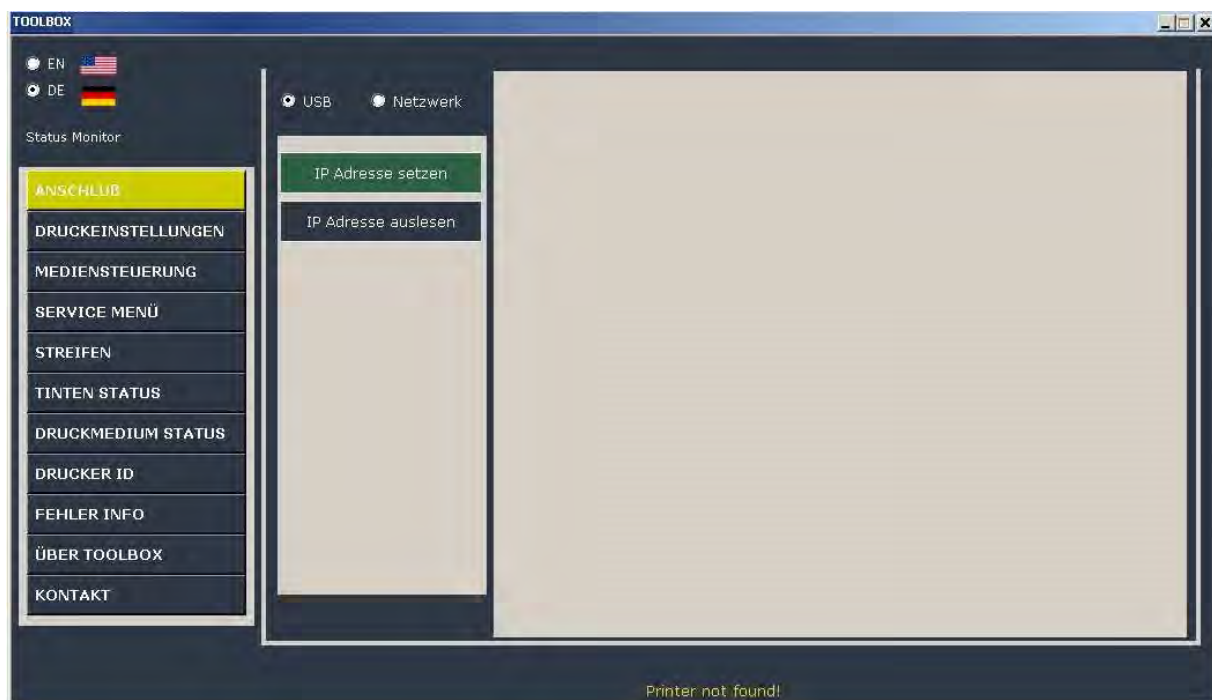 TOOLBOX
EN
DE
Status Monitor
ANSCHLUß
DRUCKEINSTELLUNGEN
MEDIENSTEUERUNG
SERVICE MENÜ
STREIFEN
TINTEN STATUS
DRUCKMEDIUM STATUS
DRUCKER ID
FEHLER INFO
ÜBER TOOLBOX
KONTAKT
USB Netzwerk
IP Adresse setzen
IP Adresse auslesen
Printer not found!